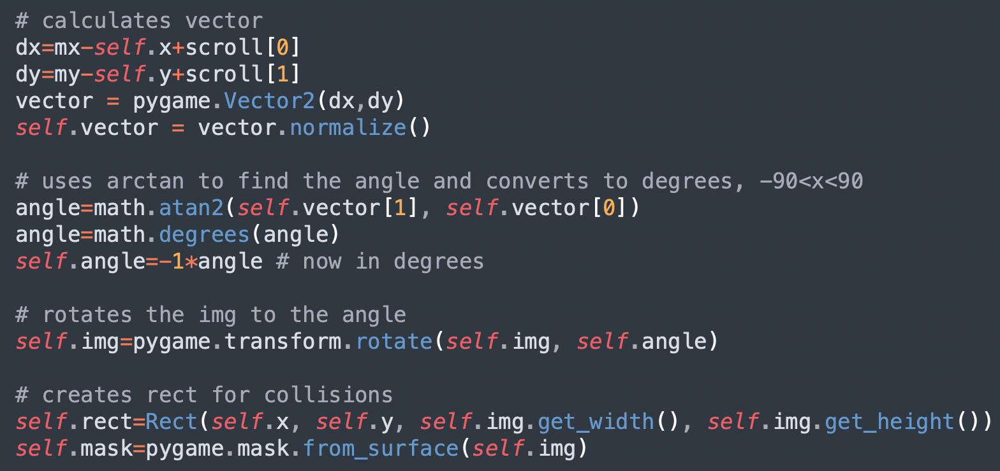 # calculates vector
dx=mx-self.x+scroll[0]
dy=my-self.y+scroll[1]
vector = pygame.Vector2(dx,dy)
self.vector = vector.normalize()

# uses arctan to find the angle and converts to degrees, -90<x<90
angle=math.atan2(self.vector[1], self.vector[0])
angle=math.degrees(angle)
self.angle=-1*angle # now in degrees

# rotates the img to the angle
self.img=pygame.transform.rotate(self.img, self.angle)

# creates rect for collisions
self.rect=Rect(self.x, self.y, self.img.get_width(), self.img.get_height())
self.mask=pygame.mask.from_surface(self.img)